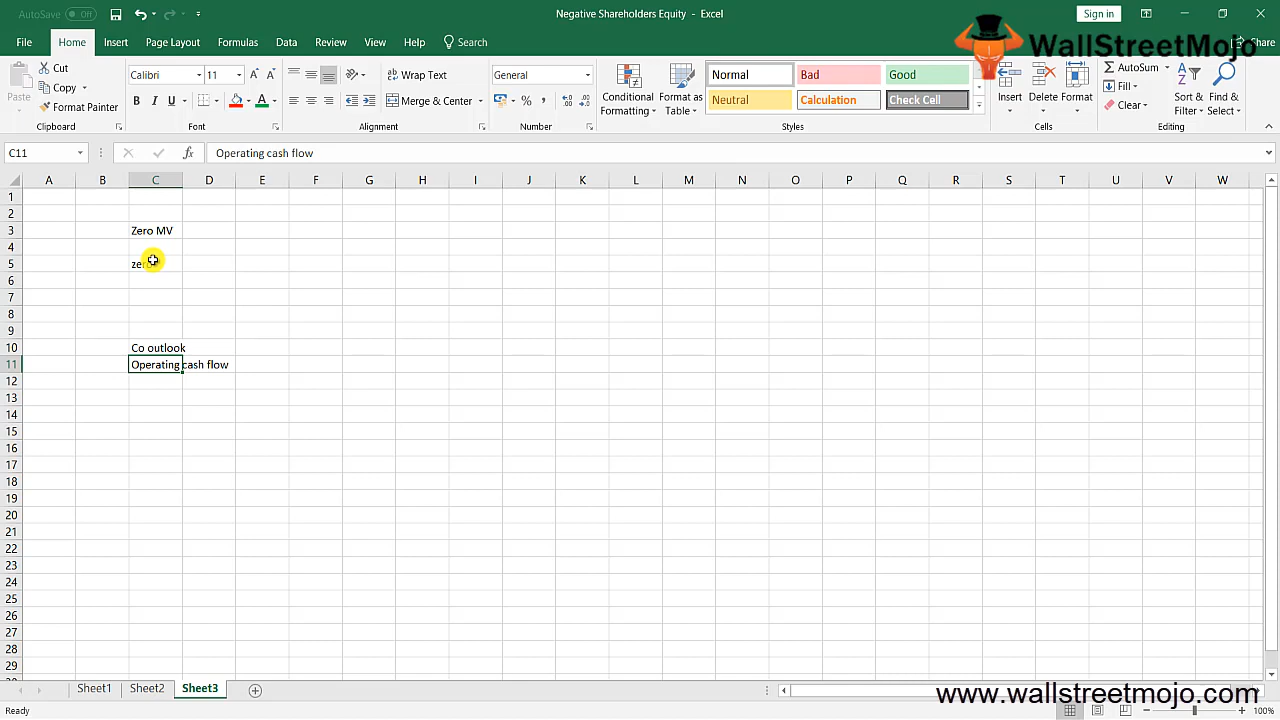 AutoSave Off
Negative Shareholders Equity - Excel
Sign in
File Home Insert Page Layout Formulas Data Review View Help Search
Share
WallStreetMojo
Paste
Cut
Copy
Format Painter
Clipboard
Calibri 11
B I U
Font
Wrap Text
Merge & Center
Alignment
General
Number
Conditional Formatting
Format as Table
Normal Bad Good
Neutral Calculation Check Cell
Styles
Insert Delete Format
Cells
AutoSum
Fill
Clear
Sort & Filter
Find & Select
Editing
C11
fx
Operating cash flow
A B C D E F G H I J K L M N O P Q R S T U V W
1
2
3 Zero MV
4
5
6
7
8
9
10 Co outlook
11 Operating cash flow
12
13
14
15
16
17
18
19
20
21
22
23
24
25
26
27
28
29
Sheet1 Sheet2 Sheet3
www.wallstreetmojo.com
Ready
100%